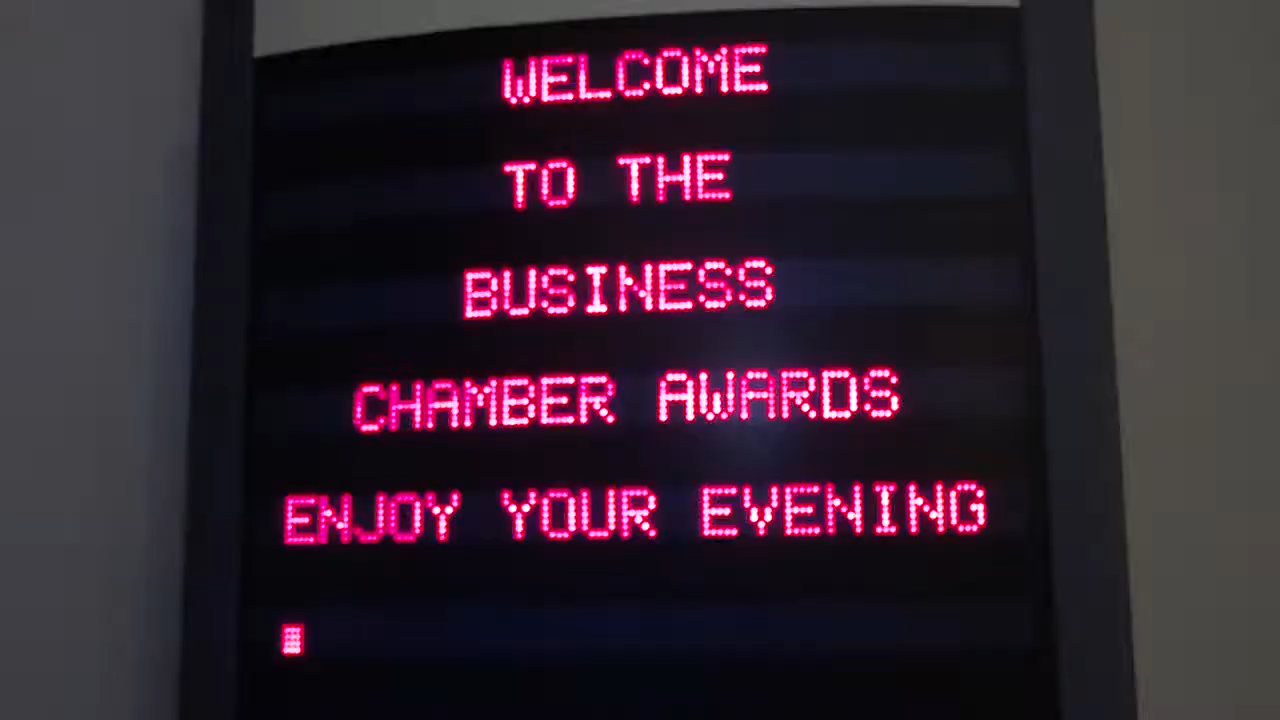 WELCOME
TO THE
BUSINESS
CHAMBER AWARDS
ENJOY YOUR EVENING